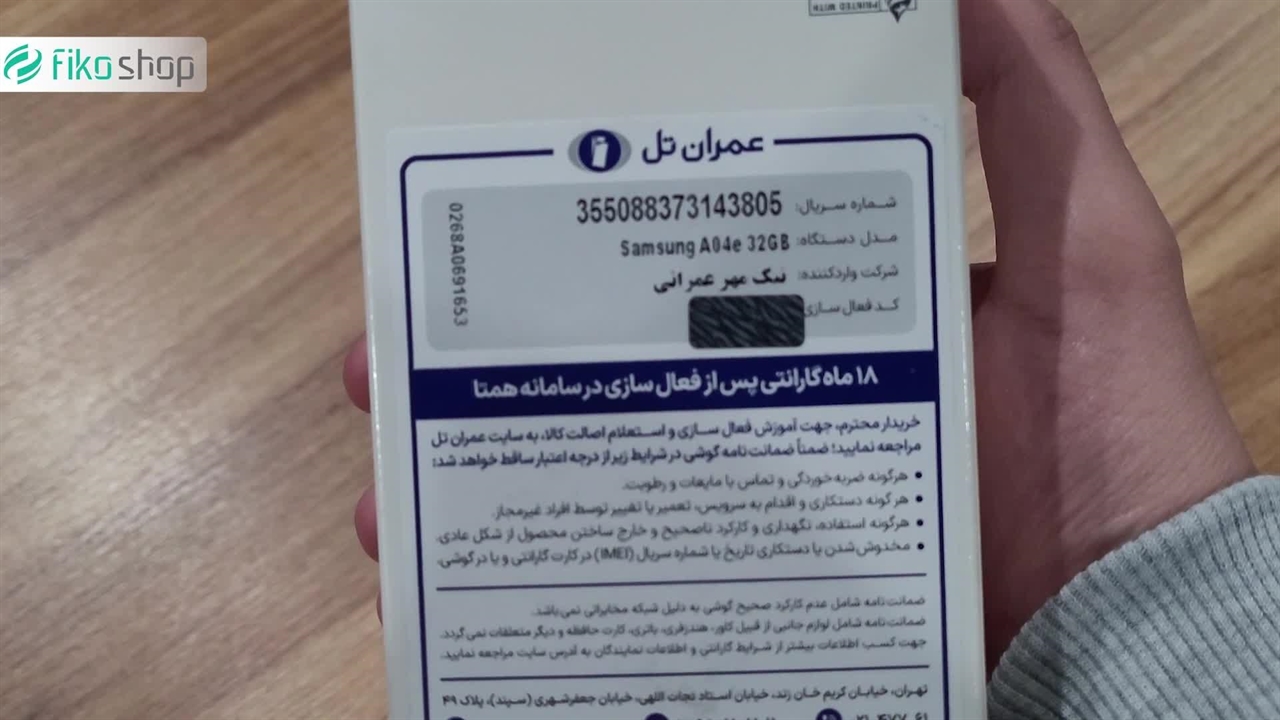 PRINTED WITH
fiko shop
عمران تل
شماره سریال: 355088373143805
مدل دستگاه: Samsung A04e 32GB
شرکت واردکننده: نیک مهر عمرانی
کد فعال سازی
0268A0691653
۱۸ ماه گارانتی پس از فعال سازی در سامانه همتا
خریدار محترم، جهت آموزش فعال سازی و استعلام اصالت کالا، به سایت عمران تل
مراجعه نمایید؛ ضمناً ضمانت نامه گوشی در شرایط زیر از درجه اعتبار ساقط خواهد شد:
• هرگونه ضربه خوردگی و تماس با مایعات و رطوبت.
• هر گونه دستکاری و اقدام به سرویس، تعمیر یا تغییر توسط افراد غیرمجاز.
• هرگونه استفاده، نگهداری و کارکرد ناصحیح و خارج ساختن محصول از شکل عادی.
• مخدوش شدن یا دستکاری تاریخ یا شماره سریال (IMEI) در کارت گارانتی و یا در گوشی.
ضمانت نامه شامل عدم کارکرد صحیح گوشی به دلیل شبکه مخابراتی نمی باشد.
ضمانت نامه شامل لوازم جانبی از قبیل کاور، هندزفری، باتری، کارت حافظه و دیگر متعلقات نمی گردد.
جهت کسب اطلاعات بیشتر از شرایط گارانتی و اطلاعات نمایندگان به آدرس سایت مراجعه نمایید.
تهران، خیابان کریم خان زند، خیابان استاد نجات اللهی، خیابان جعفرشهری (سپند)، پلاک ۴۹